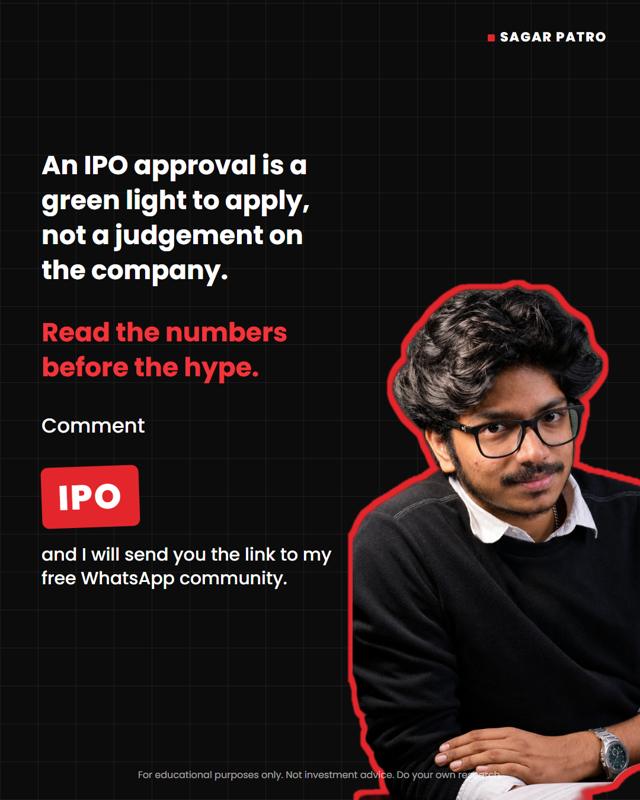 SAGAR PATRO
An IPO approval is a
green light to apply,
not a judgement on
the company.
Read the numbers
before the hype.
Comment
IPO
and I will send you the link to my
free WhatsApp community.
For educational purposes only. Not investment advice. Do your own research.